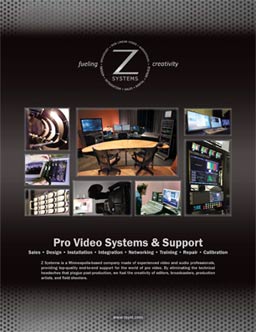 fueling
Z
SYSTEMS
creativity
Pro Video Systems & Support
Sales • Design • Installation • Integration • Networking • Training • Repair • Calibration
Z Systems is a Minneapolis-based company made of experienced video and audio professionals,
providing top-quality end-to-end support for the world of pro video. By eliminating the technical
headaches that plague post production, we fuel the creativity of editors, broadcasters, production
artists, and field shooters.